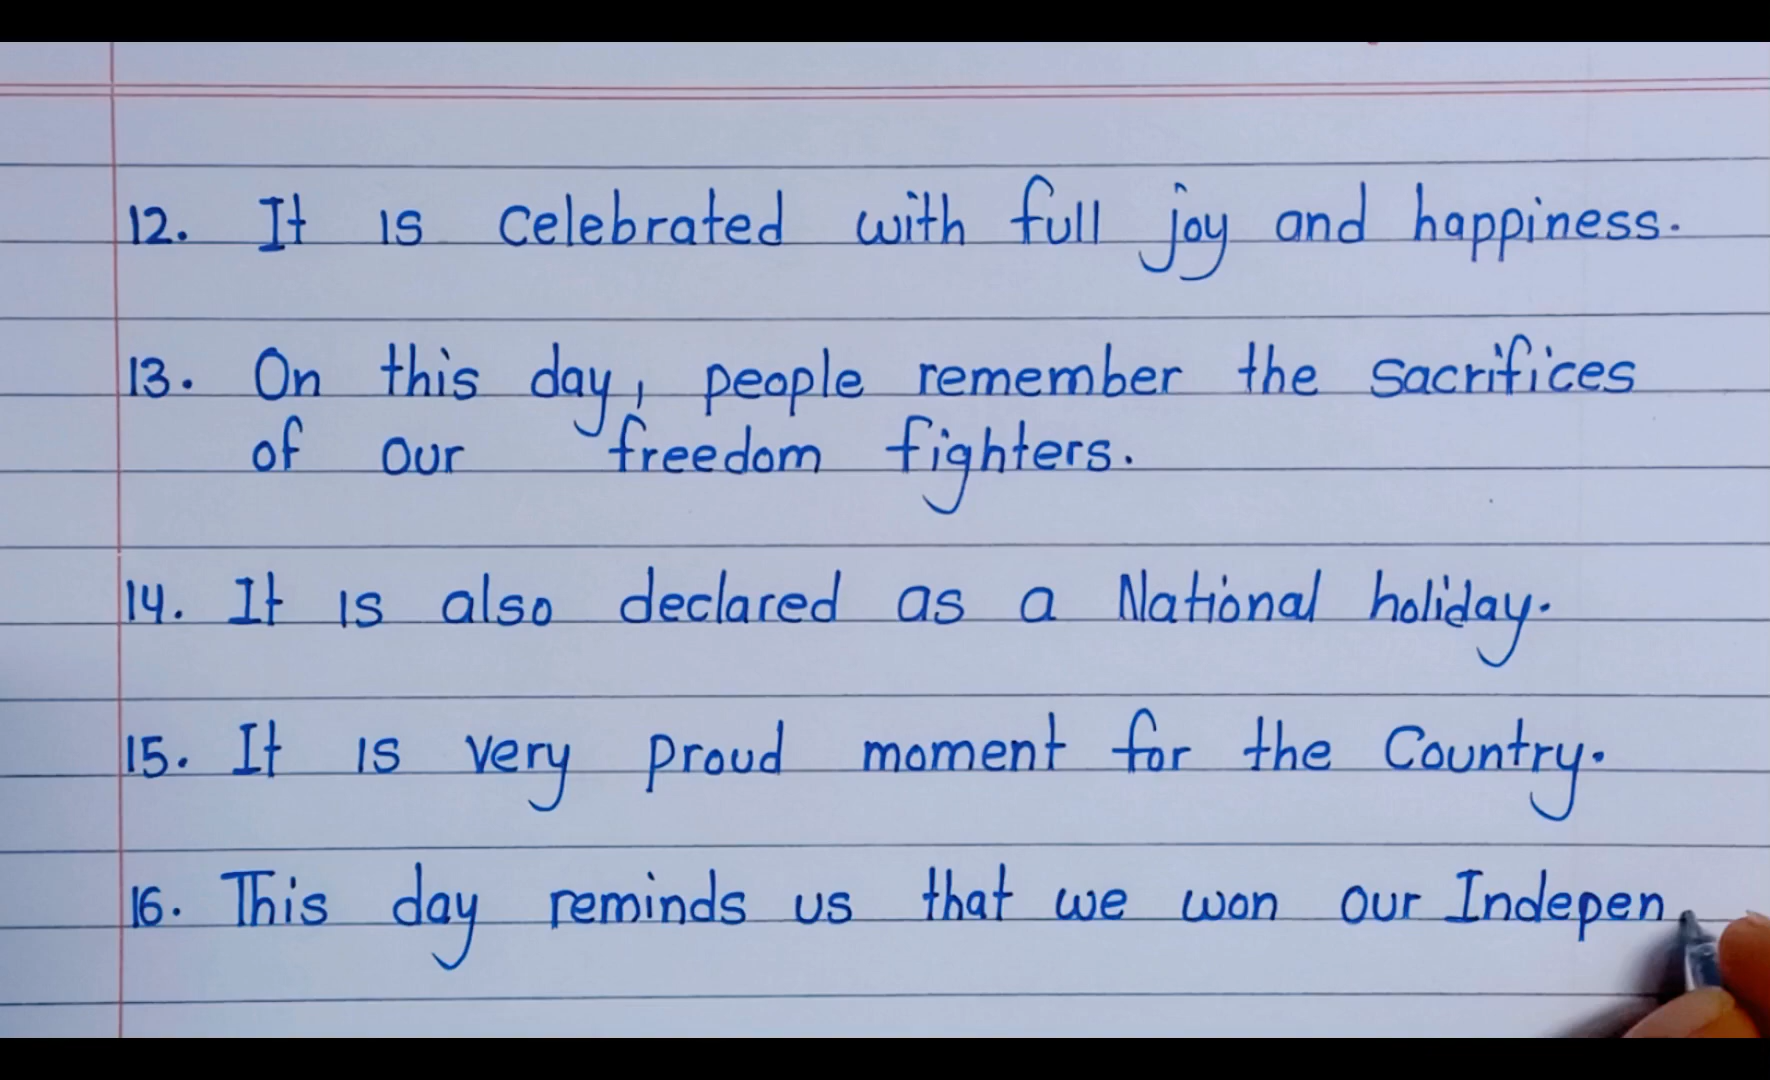 12. It is celebrated with full joy and happiness.
13. On this day, people remember the sacrifices
of our freedom fighters.
14. It is also declared as a National holiday.
15. It is very proud moment for the Country.
16. This day reminds us that we won our Indepen